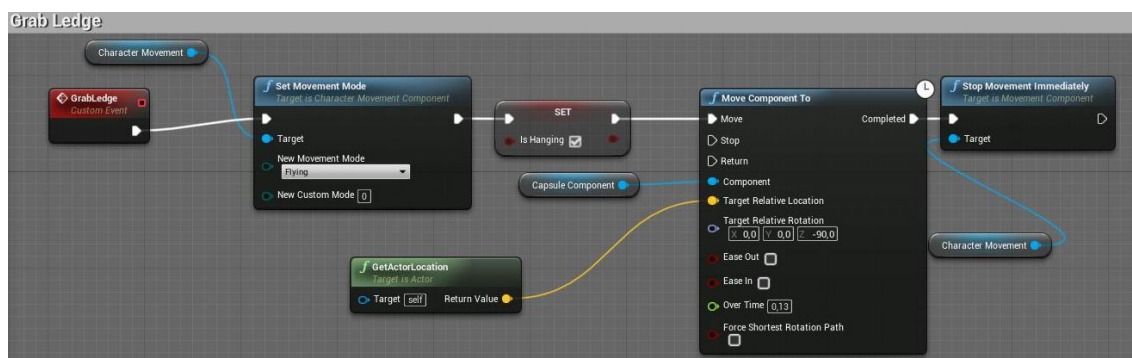 Grab Ledge
Character Movement
GrabLedge
Custom Event
Set Movement Mode
Target is Character Movement Component
Target
New Movement Mode
Flying
New Custom Mode 0
SET
Is Hanging
Capsule Component
GetActorLocation
Target is Actor
Target self Return Value
Move Component To
Move Completed
Stop
Return
Component
Target Relative Location
Target Relative Rotation
X 0,0 Y 0,0 Z -90,0
Ease Out
Ease In
Over Time 0,13
Force Shortest Rotation Path
Stop Movement Immediately
Target is Movement Component
Target
Character Movement